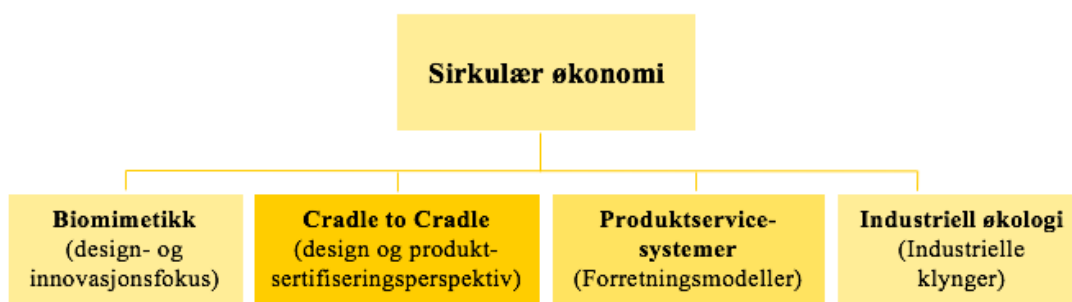 Sirkulær økonomi
Biomimetikk
(design- og
innovasjonsfokus)
Cradle to Cradle
(design og produkt-
sertifiseringsperspektiv)
Produktservice-
systemer
(Forretningsmodeller)
Industriell økologi
(Industrielle
klynger)